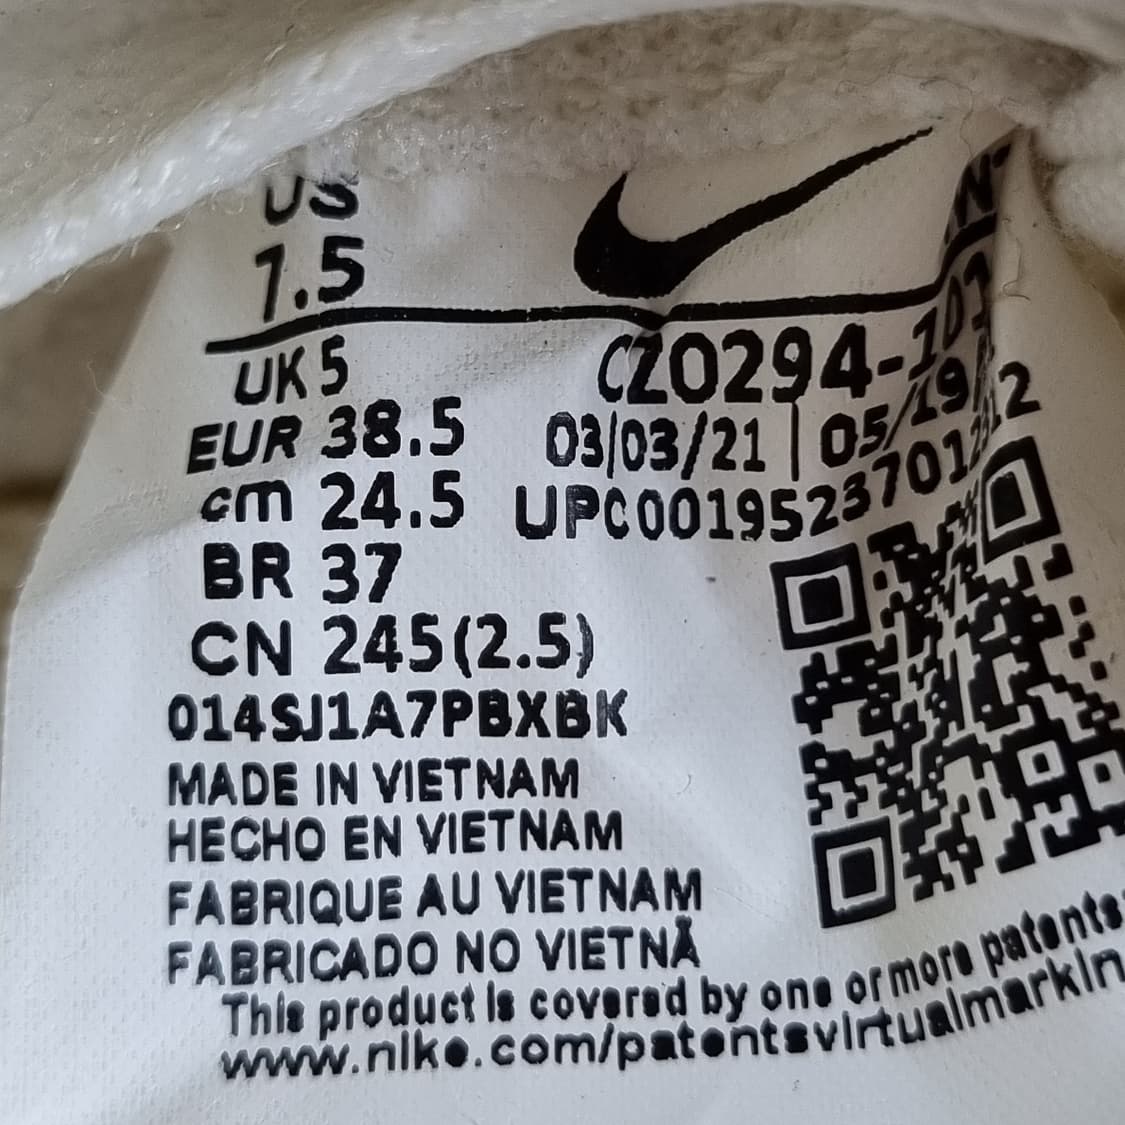 US
7.5
UK 5
EUR 38.5
cm 24.5
BR 37
CN 245(2.5)
CZ0294-101
03/03/21 | 05/19/
UPC00195237012312
014SJ1A7PBXBK
MADE IN VIETNAM
HECHO EN VIETNAM
FABRIQUE AU VIETNAM
FABRICADO NO VIETNÃ
This product is covered by one or more patents:
www.nike.com/patentsvirtualmarkin